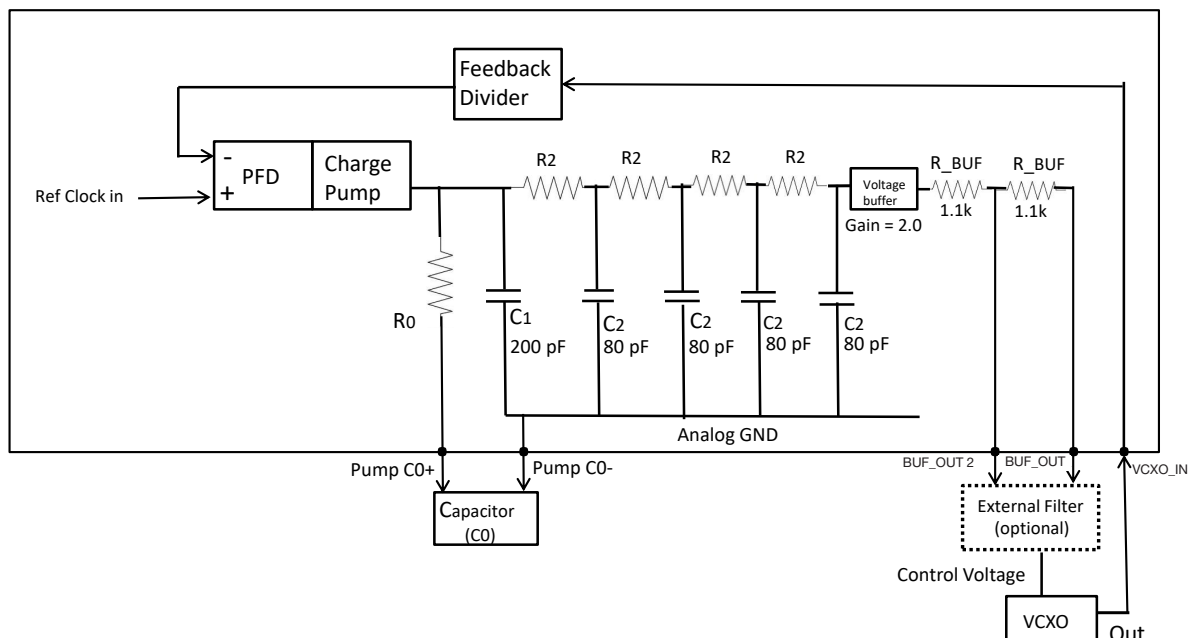 Feedback
Divider
R2
R2
R2
R2
R_BUF
R_BUF
-
PFD
+
Charge
Pump
Ref Clock in
Voltage
buffer
1.1k
1.1k
Gain = 2.0
R0
C1
200 pF
C2
80 pF
C2
80 pF
C2
80 pF
C2
80 pF
Analog GND
Pump C0+
Pump C0-
BUF_OUT 2
BUF_OUT
VCXO_IN
Capacitor
(C0)
External Filter
(optional)
Control Voltage
VCXO
Out